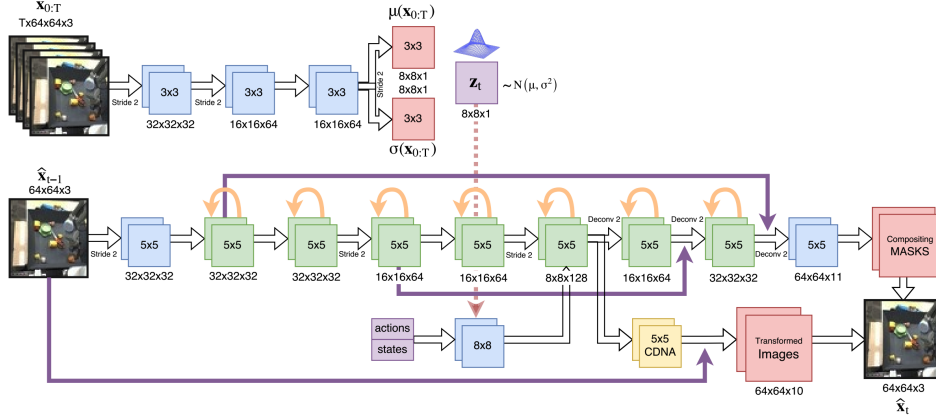 x0:T
Tx64x64x3
3x3
3x3
3x3
Stride 2
Stride 2
Stride 2
32x32x32
16x16x64
16x16x64
μ(x0:T)
3x3
8x8x1
8x8x1
3x3
σ(x0:T)
zt
~N(μ, σ²)
8x8x1
x̂t−1
64x64x3
Stride 2
5x5
32x32x32
5x5
32x32x32
5x5
32x32x32
Stride 2
5x5
16x16x64
5x5
16x16x64
Stride 2
5x5
8x8x128
Deconv 2
5x5
16x16x64
Deconv 2
5x5
32x32x32
Deconv 2
5x5
64x64x11
Compositing
MASKS
actions
states
8x8
5x5
CDNA
Transformed
Images
64x64x10
64x64x3
x̂t